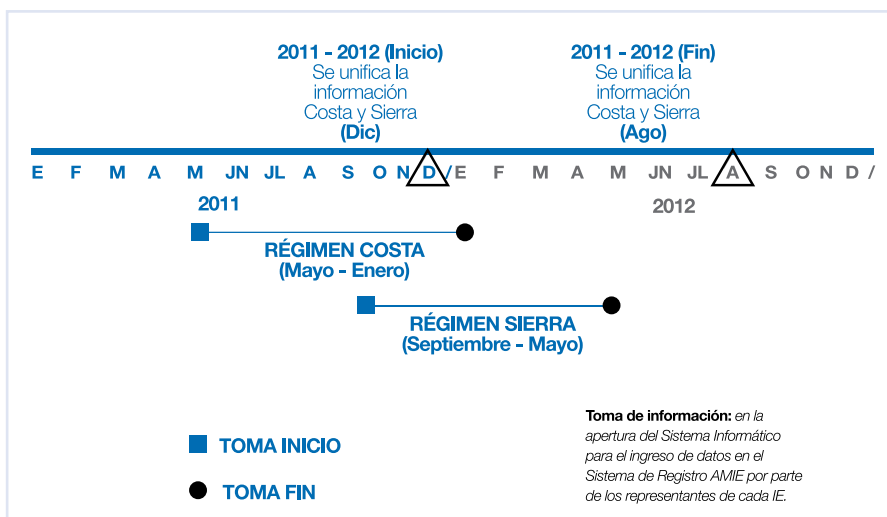 2011 - 2012 (Inicio)
Se unifica la
información
Costa y Sierra
(Dic)
2011 - 2012 (Fin)
Se unifica la
información
Costa y Sierra
(Ago)
E F M A M JN JL A S O N D/E F M A M JN JL A S O N D /
2011
2012
RÉGIMEN COSTA
(Mayo - Enero)
RÉGIMEN SIERRA
(Septiembre - Mayo)
TOMA INICIO
TOMA FIN
Toma de información: en la
apertura del Sistema Informático
para el ingreso de datos en el
Sistema de Registro AMIE por parte
de los representantes de cada IE.